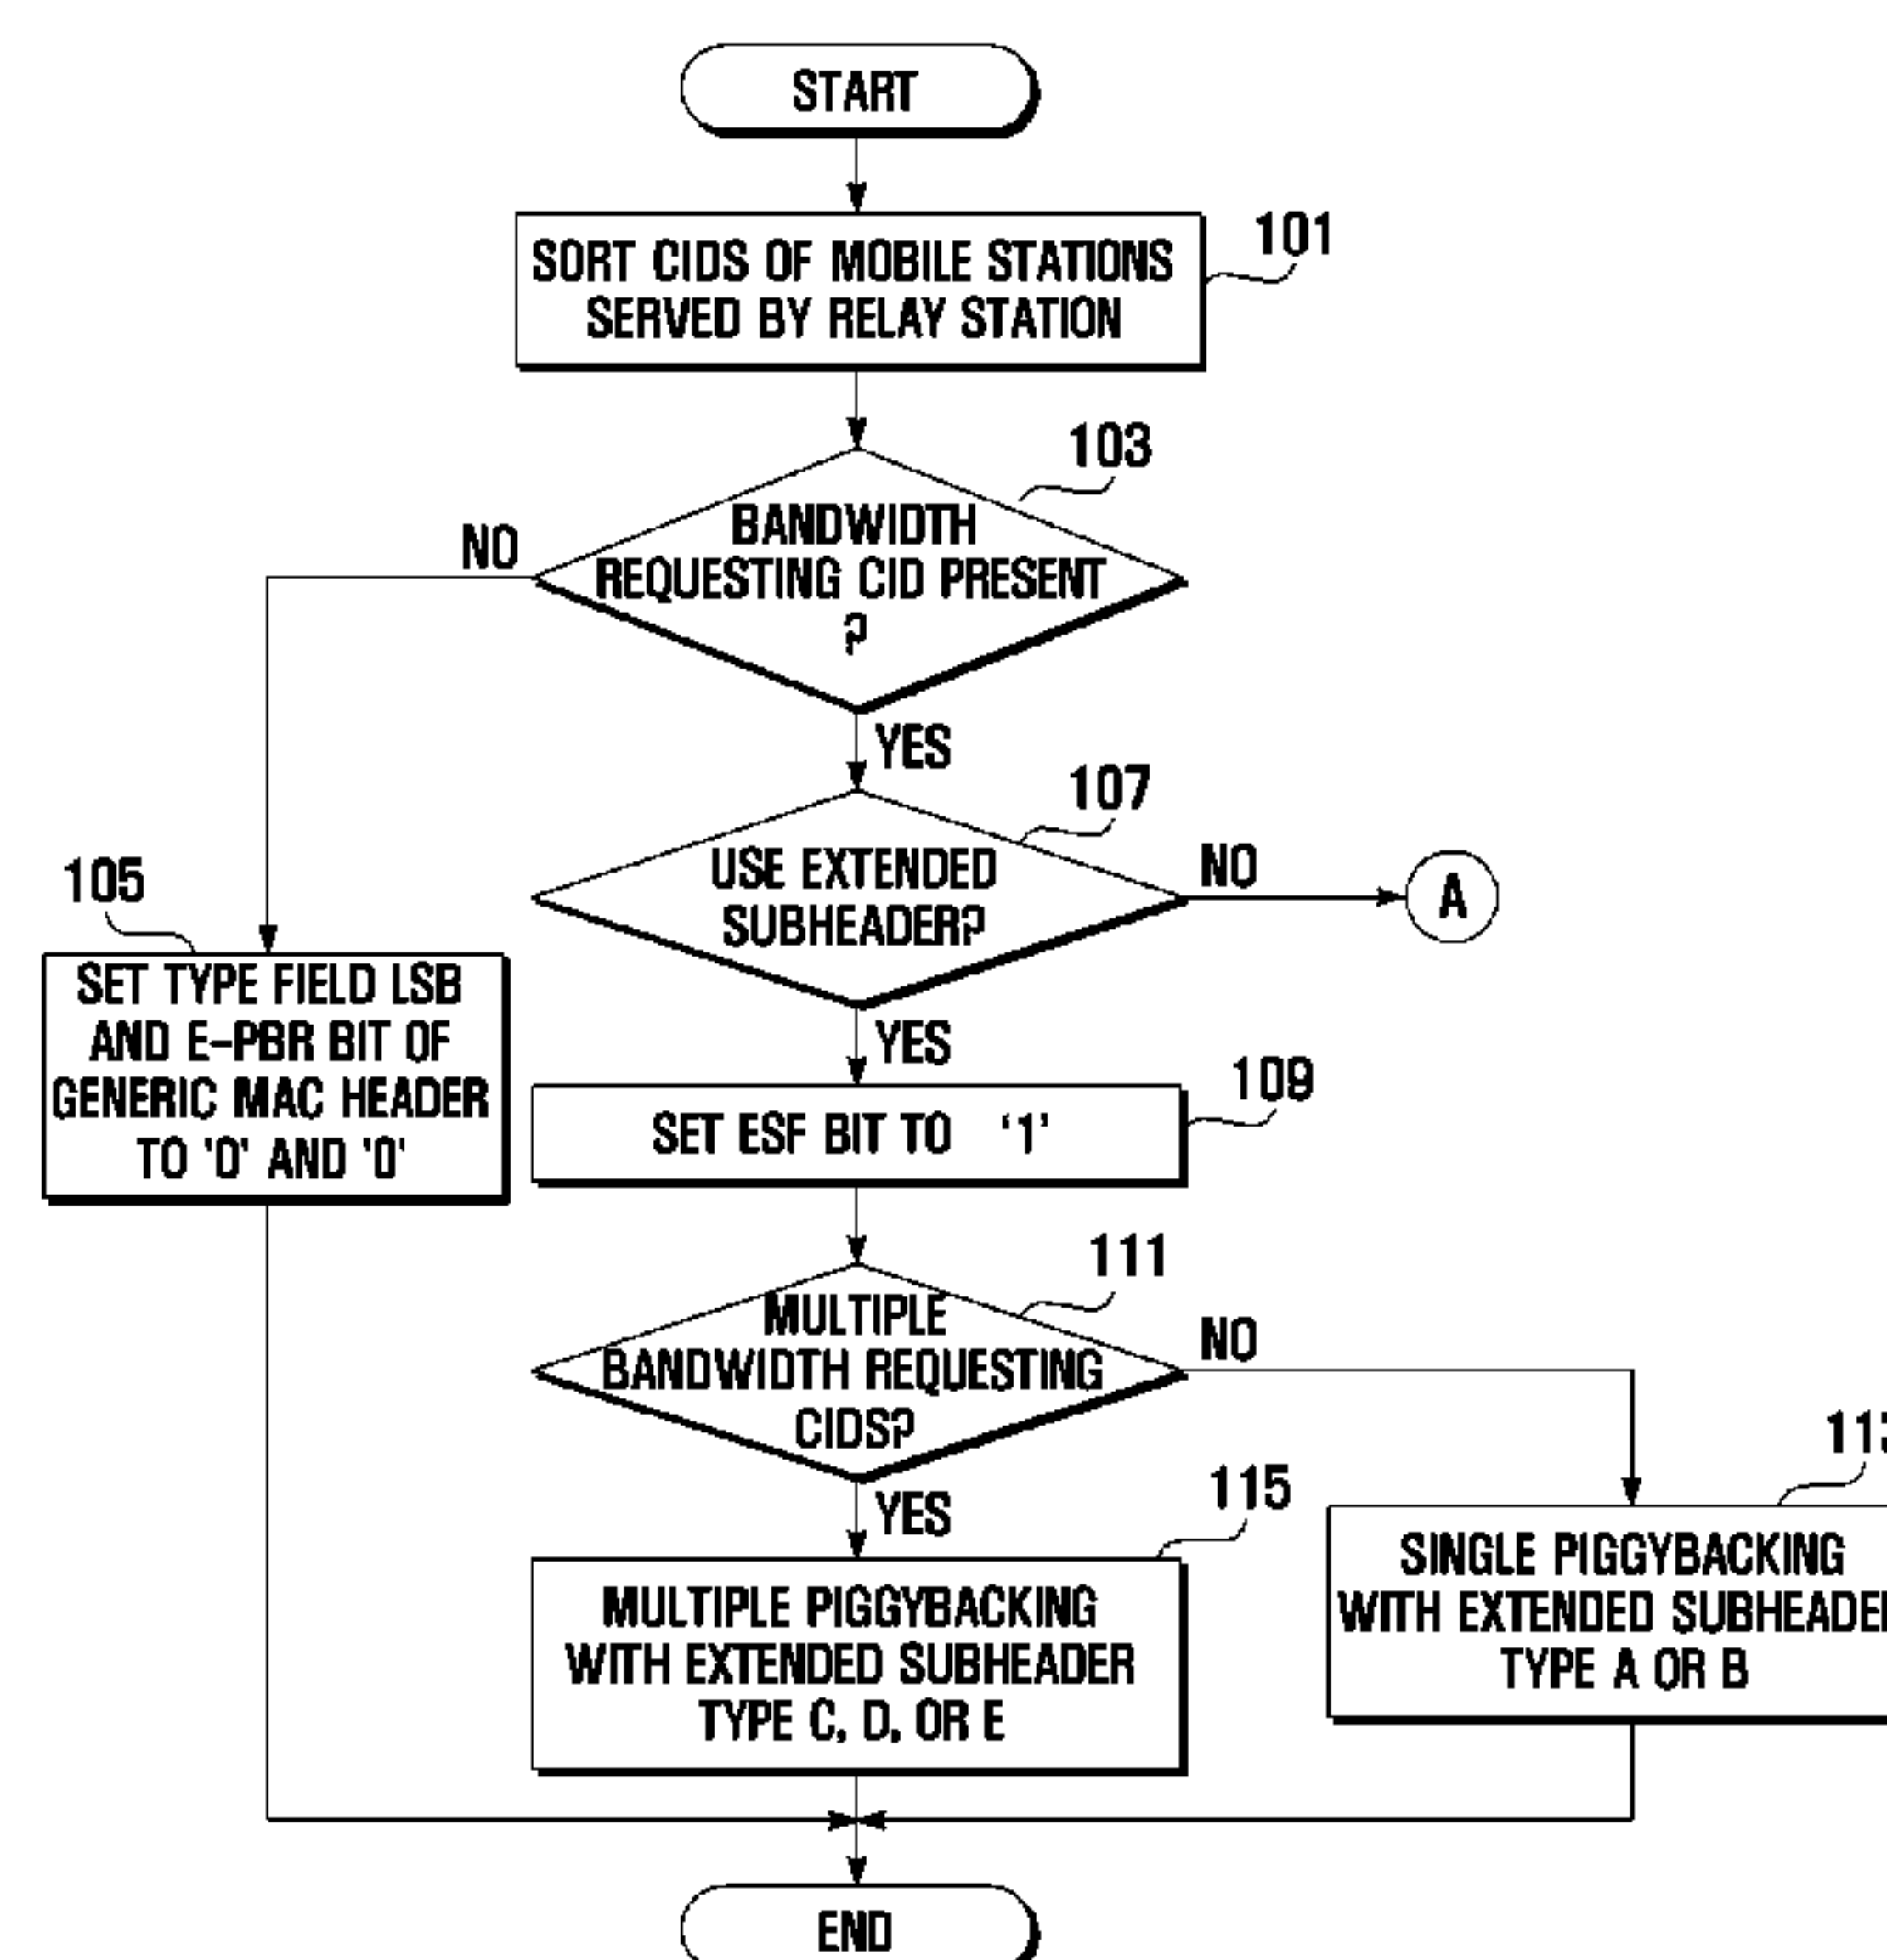 START
SORT CIDS OF MOBILE STATIONS
SERVED BY RELAY STATION
101
103
BANDWIDTH
REQUESTING CID PRESENT
?
NO
YES
107
USE EXTENDED
SUBHEADER?
NO
A
105
SET TYPE FIELD LSB
AND E-PBR BIT OF
GENERIC MAC HEADER
TO '0' AND '0'
YES
109
SET ESF BIT TO '1'
111
MULTIPLE
BANDWIDTH REQUESTING
CIDS?
NO
YES
115
MULTIPLE PIGGYBACKING
WITH EXTENDED SUBHEADER
TYPE C, D, OR E
SINGLE PIGGYBACKING
WITH EXTENDED
TYPE A OR B
END